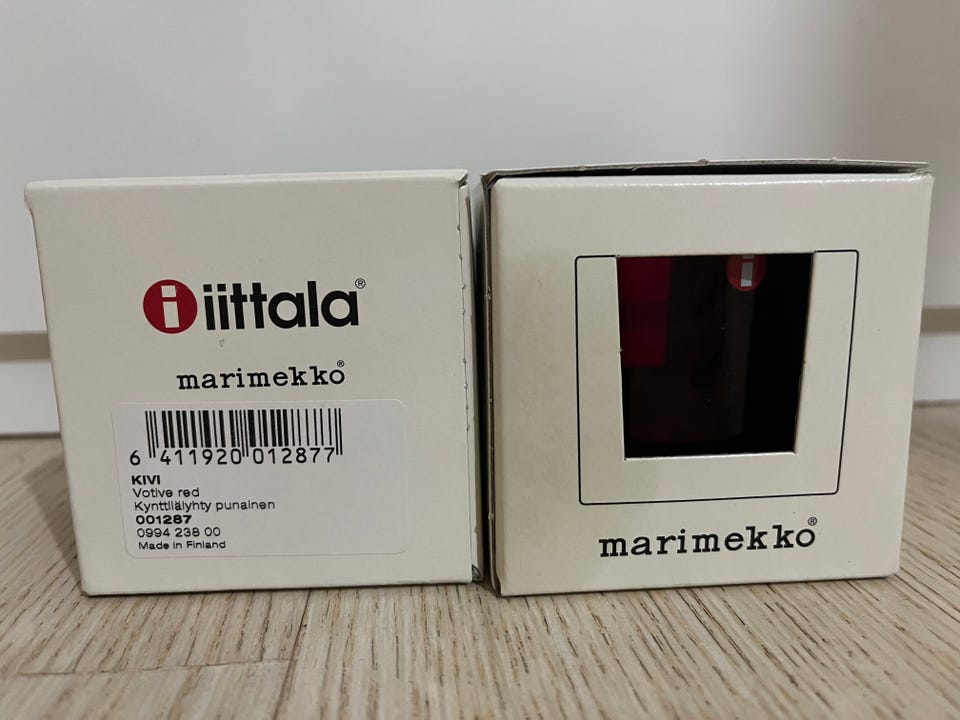 i iittala®
marimekko®
6 411920 012877
KIVI
Votive red
Kynttilälyhty punainen
001287
0994 238 00
Made in Finland
i
marimekko®